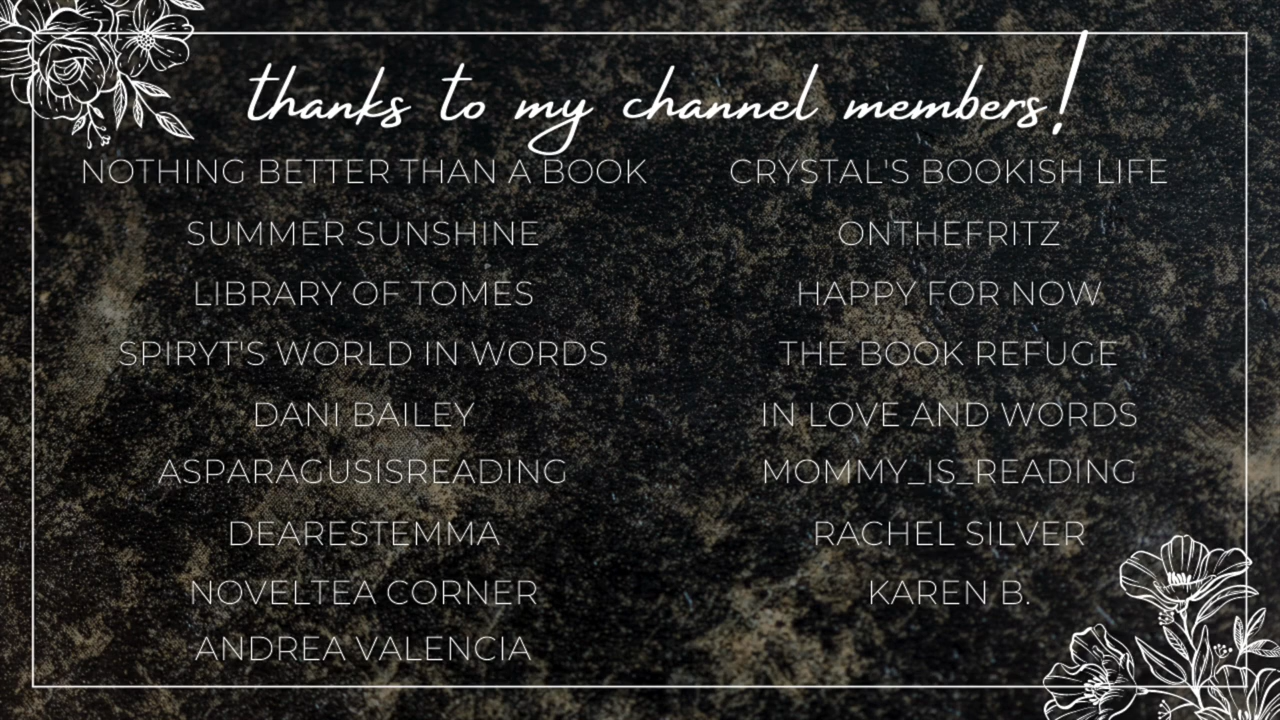 thanks to my channel members!
NOTHING BETTER THAN A BOOK
SUMMER SUNSHINE
LIBRARY OF TOMES
SPIRYT'S WORLD IN WORDS
DANI BAILEY
ASPARAGUSISREADING
DEARESTEMMA
NOVELTEA CORNER
ANDREA VALENCIA
CRYSTAL'S BOOKISH LIFE
ONTHEFRITZ
HAPPY FOR NOW
THE BOOK REFUGE
IN LOVE AND WORDS
MOMMY_IS_READING
RACHEL SILVER
KAREN B.